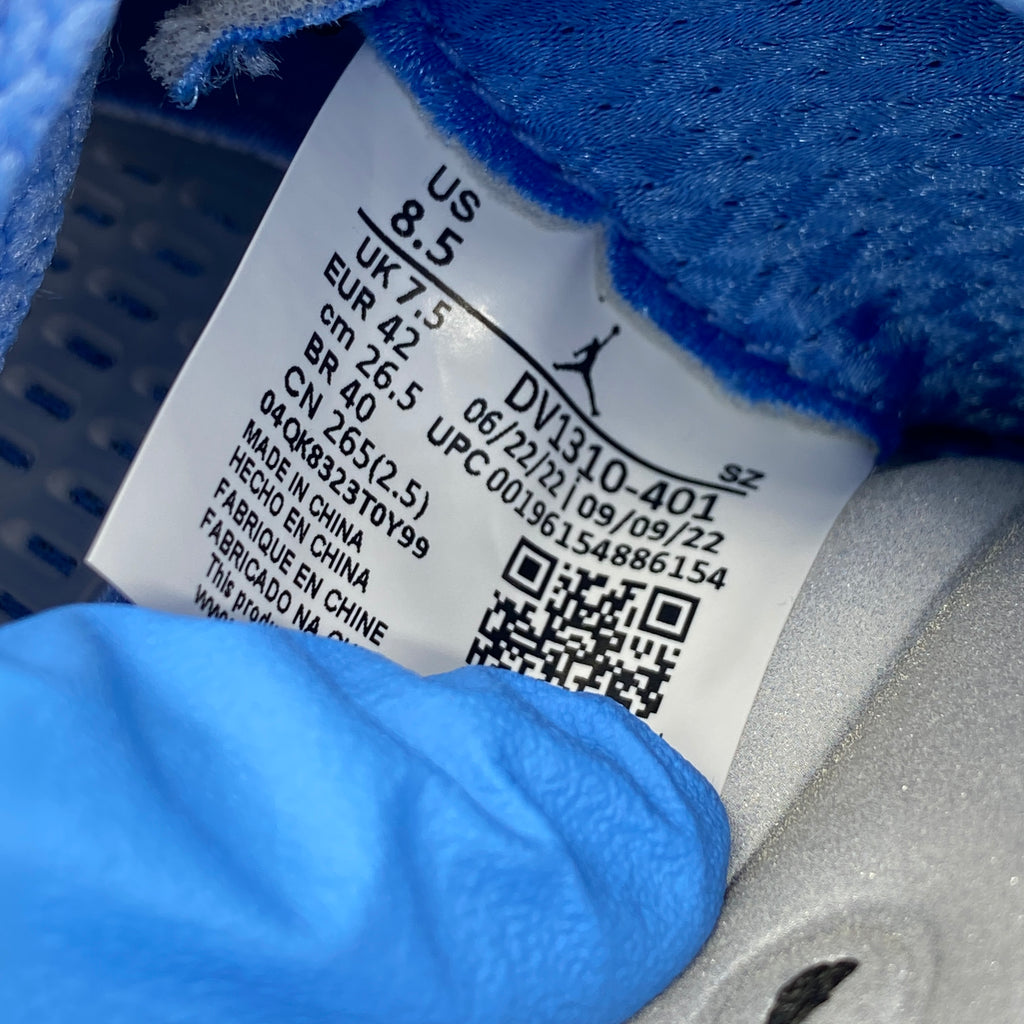 US
8.5
UK 7.5
EUR 42
cm 26.5
BR 40
CN 265(2.5)
04QK8323T0Y99
MADE IN CHINA
HECHO EN CHINA
FABRIQUE EN CHINE
FABRICADO NA
This
SZ
DV1310-401
06/22/22 | 09/09/22
UPC 00196154886154